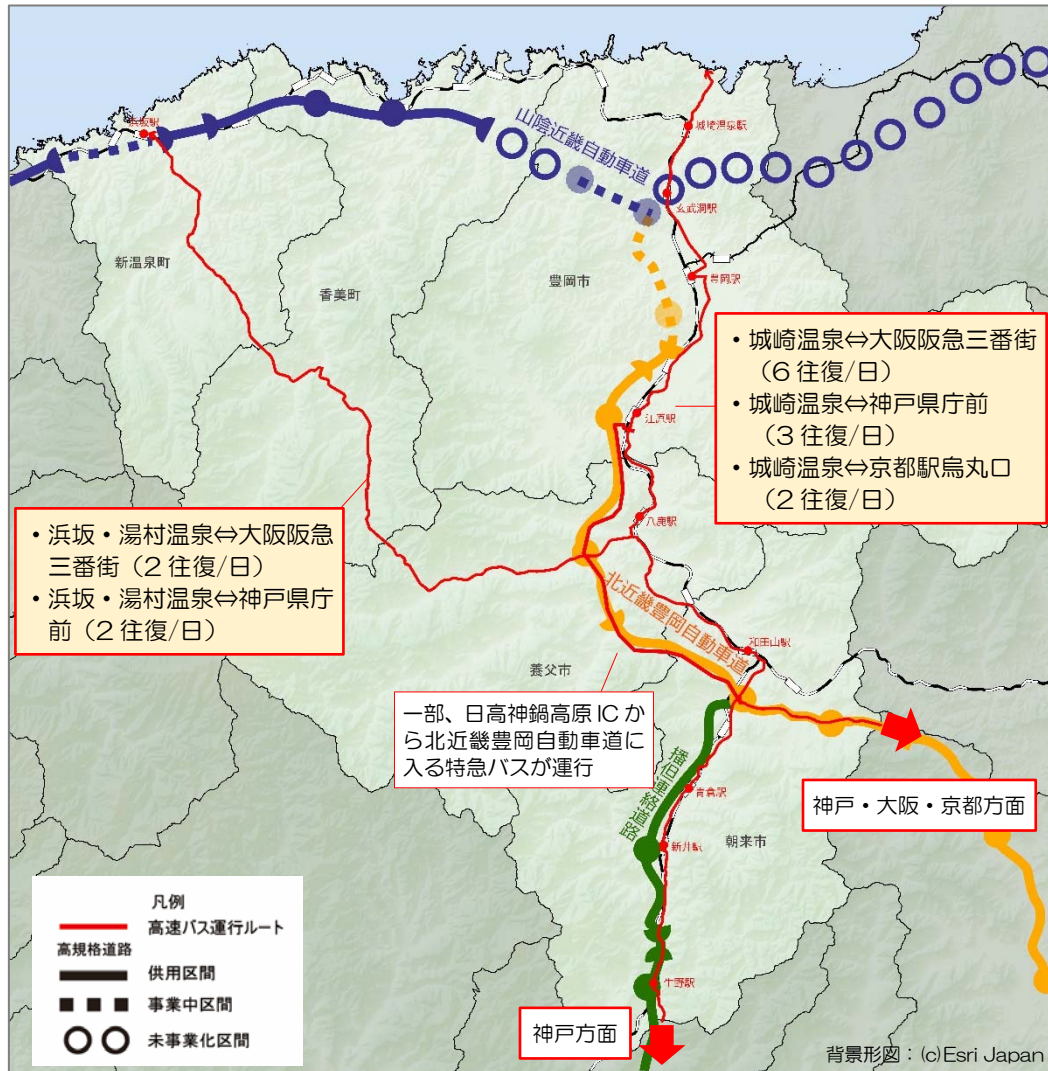 浜坂駅
山陰近畿自動車道
城崎温泉駅
玄武洞駅
新温泉町
香美町
豊岡市
豊岡駅
・城崎温泉⇔大阪阪急三番街
（6往復/日）
・城崎温泉⇔神戸県庁前
（3往復/日）
・城崎温泉⇔京都駅烏丸口
（2往復/日）
江原駅
八鹿駅
・浜坂・湯村温泉⇔大阪阪急
三番街（2往復/日）
・浜坂・湯村温泉⇔神戸県庁
前（2往復/日）
北近畿豊岡自動車道
和田山駅
養父市
一部、日高神鍋高原ICか
ら北近畿豊岡自動車道に
入る特急バスが運行
播但連絡道路
青倉駅
神戸・大阪・京都方面
新井駅
朝来市
凡例
高速バス運行ルート
高規格道路
供用区間
事業中区間
未事業化区間
生野駅
神戸方面
背景形図：(c)Esri Japan